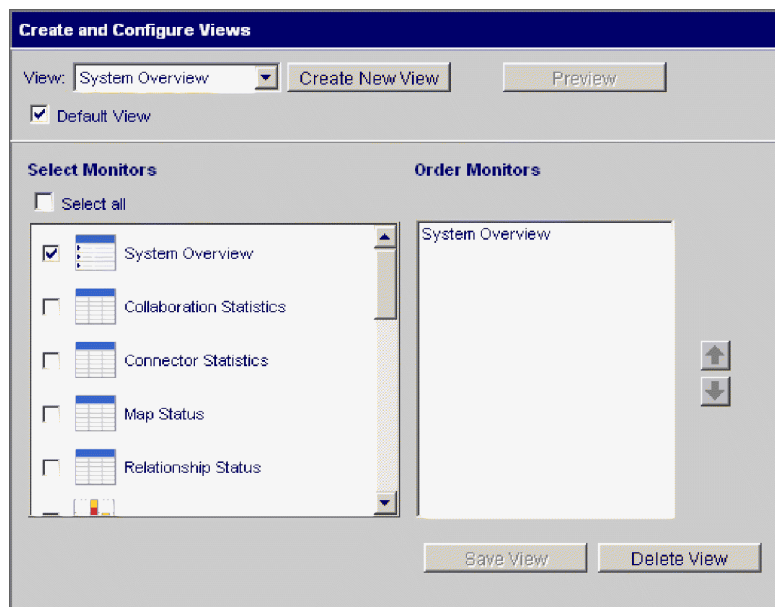 Create and Configure Views
View: System Overview Create New View Preview
Default View
Select Monitors Order Monitors
Select all
System Overview System Overview
Collaboration Statistics
Connector Statistics
Map Status
Relationship Status
Save View Delete View